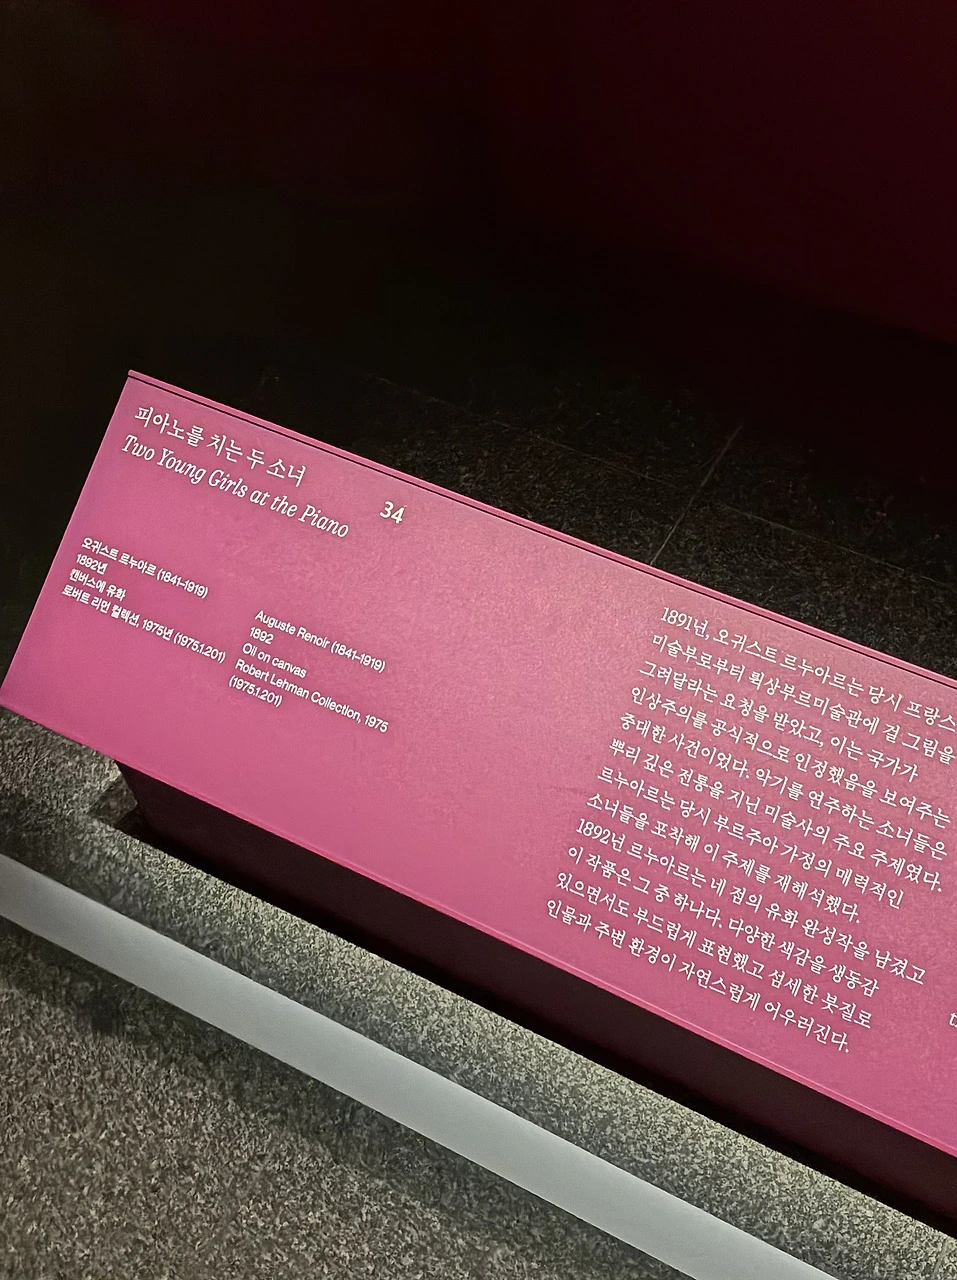 피아노를 치는 두 소녀
Two Young Girls at the Piano
34
오귀스트 르누아르 (1841–1919)
1892년
캔버스에 유화
로버트 리먼 컬렉션, 1975년 (1975.1.201)
Auguste Renoir (1841–1919)
1892
Oil on canvas
Robert Lehman Collection, 1975
(1975.1.201)
1891년, 오귀스트 르누아르는 당시 프랑스
미술부로부터 뤽상부르미술관에 걸 그림을
그려달라는 요청을 받았고, 이는 국가가
인상주의를 공식적으로 인정했음을 보여주는
중대한 사건이었다. 악기를 연주하는 소녀들은
뿌리 깊은 전통을 지닌 미술사의 주요 주제였다.
르누아르는 당시 부르주아 가정의 매력적인
소녀들을 포착해 이 주제를 재해석했다.
1892년 르누아르는 네 점의 유화 완성작을 남겼고
이 작품은 그 중 하나다. 다양한 색감을 생동감
있으면서도 부드럽게 표현했고 섬세한 붓질로
인물과 주변 환경이 자연스럽게 어우러진다.